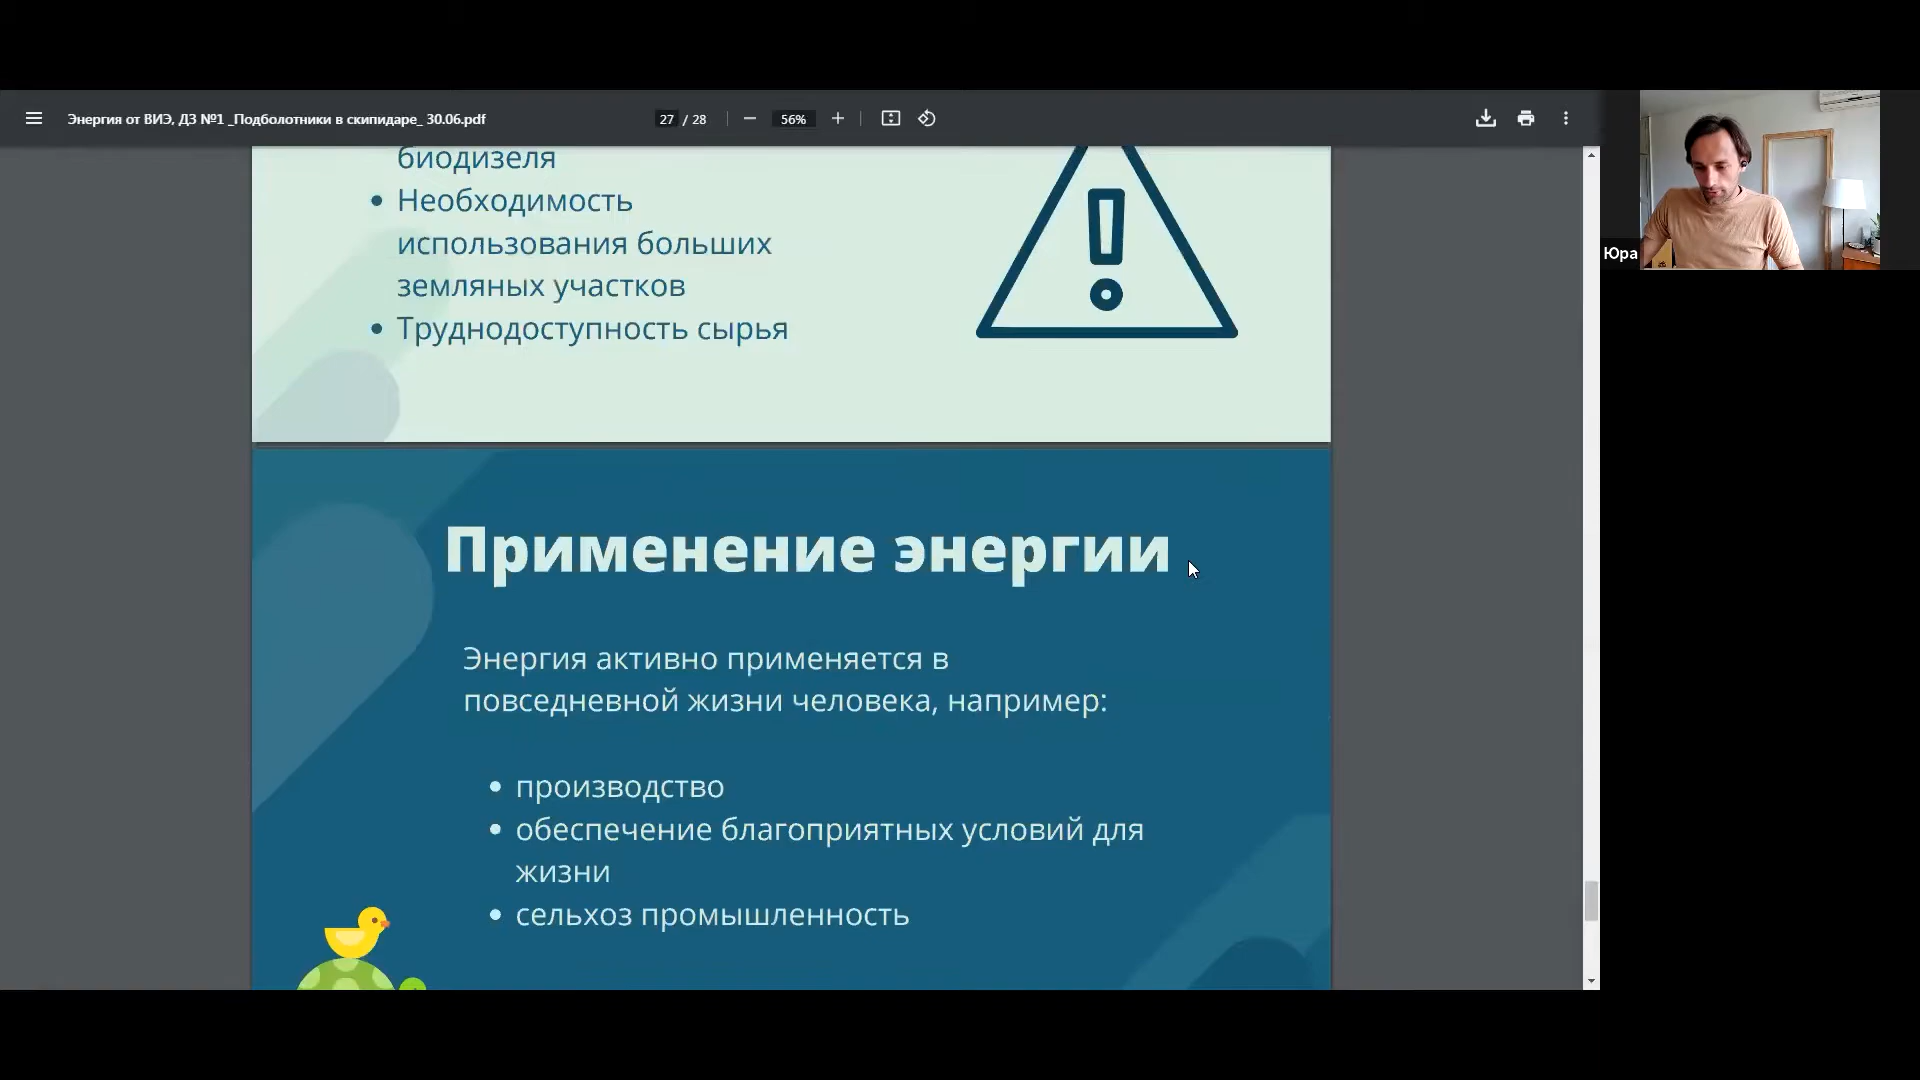 Энергия от ВИЭ, ДЗ №1 _Подболотники в скипидаре_ 30.06.pdf
27 / 28
56%
Юра
биодизеля
• Необходимость
использования больших
земляных участков
• Труднодоступность сырья
Применение энергии
Энергия активно применяется в
повседневной жизни человека, например:
• производство
• обеспечение благоприятных условий для
жизни
• сельхоз промышленность